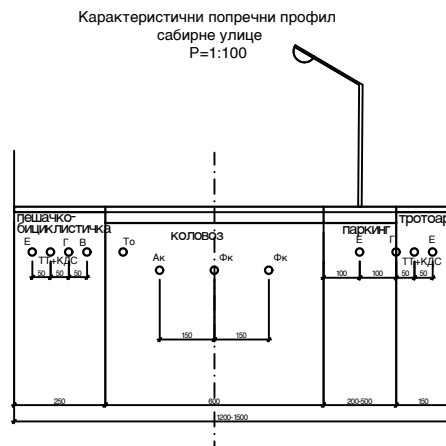 Карактеристични попречни профил
сабирне улице
Р=1:100
пешачко-
бициклистичка
коловоз
паркинг
тротоар
Е Г В То Е Г Е
ТТ+КДС ТТ+КДС
Ак Фк Фк
50 50 50 100 100 50 50
150 150
250 600 200-500 150
1200-1500